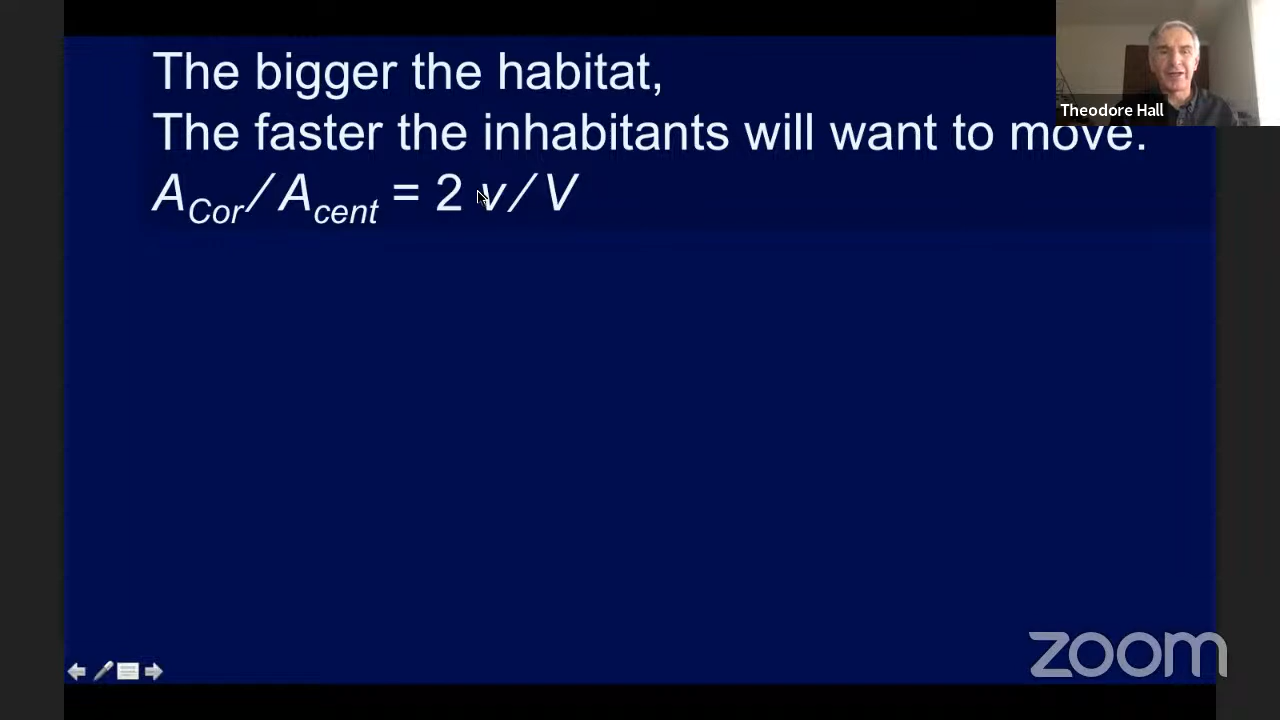 The bigger the habitat,
The faster the inhabitants will want to move.
A_Cor / A_cent = 2 v / V
Theodore Hall
zoom